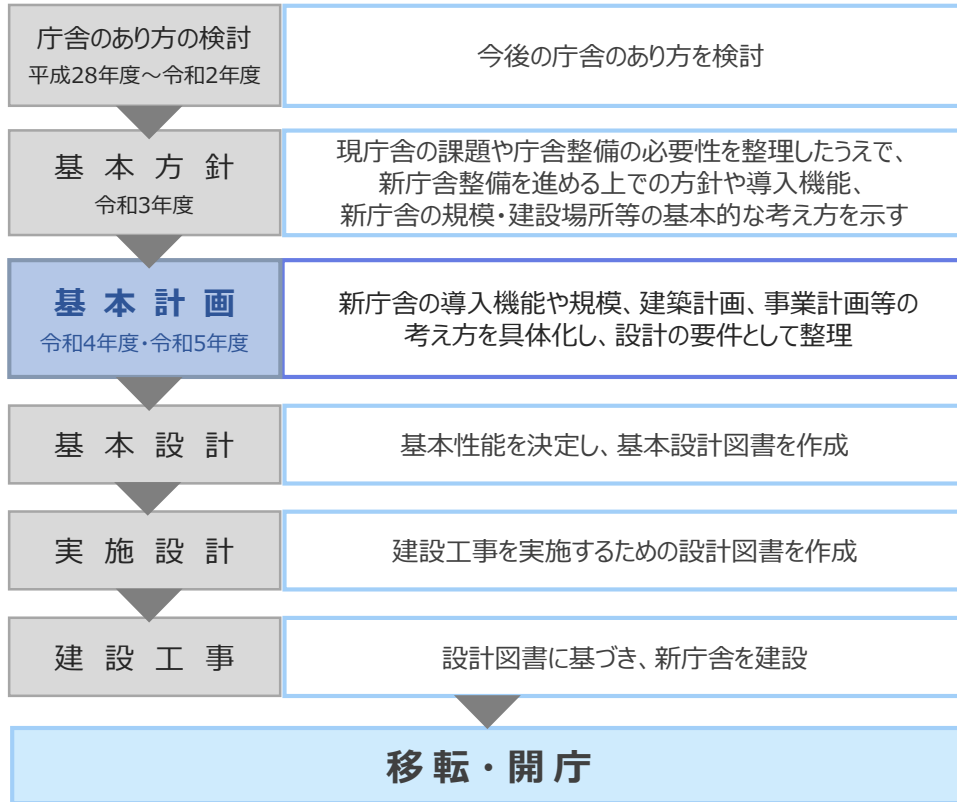 庁舎のあり方の検討
平成28年度～令和2年度
今後の庁舎のあり方を検討
基本方針
令和3年度
現庁舎の課題や庁舎整備の必要性を整理したうえで、
新庁舎整備を進める上での方針や導入機能、
新庁舎の規模・建設場所等の基本的な考え方を示す
基本計画
令和4年度・令和5年度
新庁舎の導入機能や規模、建築計画、事業計画等の
考え方を具体化し、設計の要件として整理
基本設計
基本性能を決定し、基本設計図書を作成
実施設計
建設工事を実施するための設計図書を作成
建設工事
設計図書に基づき、新庁舎を建設
移転・開庁